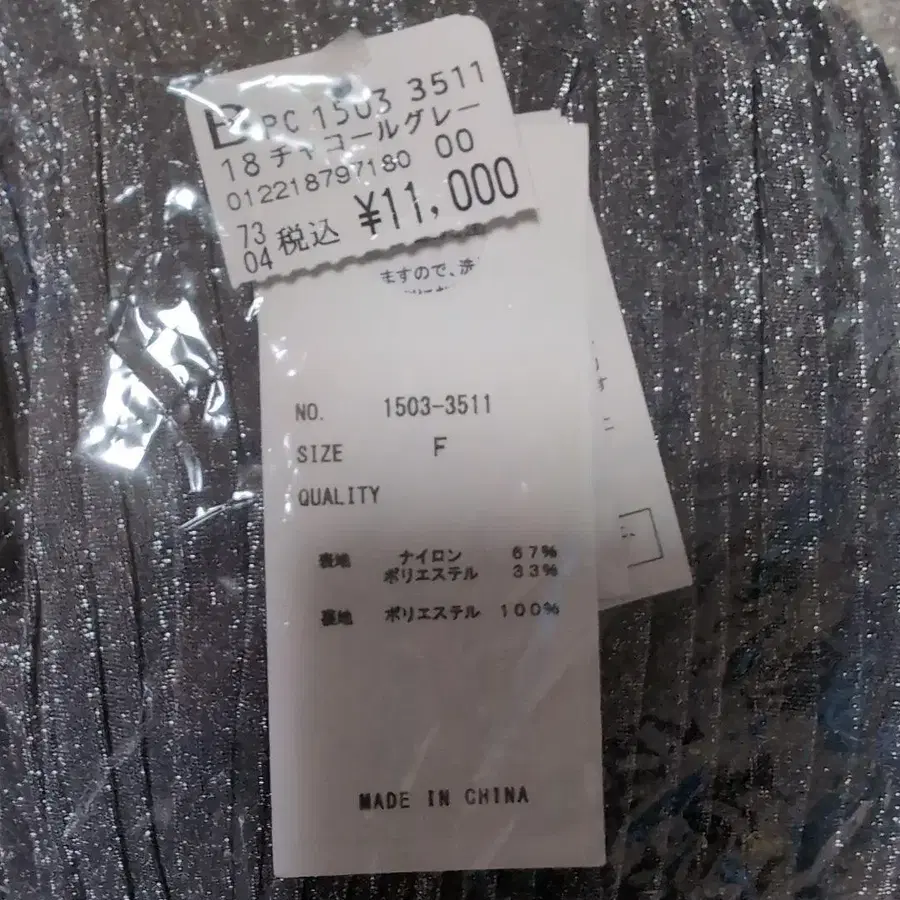 B PC 1503 3511
18 チャコールグレー
012218797180 00
73
04 税込 ¥11,000
ますので、洗
NO. 1503-3511
SIZE F
QUALITY
表地 ナイロン 67%
ポリエステル 33%
裏地 ポリエステル 100%
MADE IN CHINA